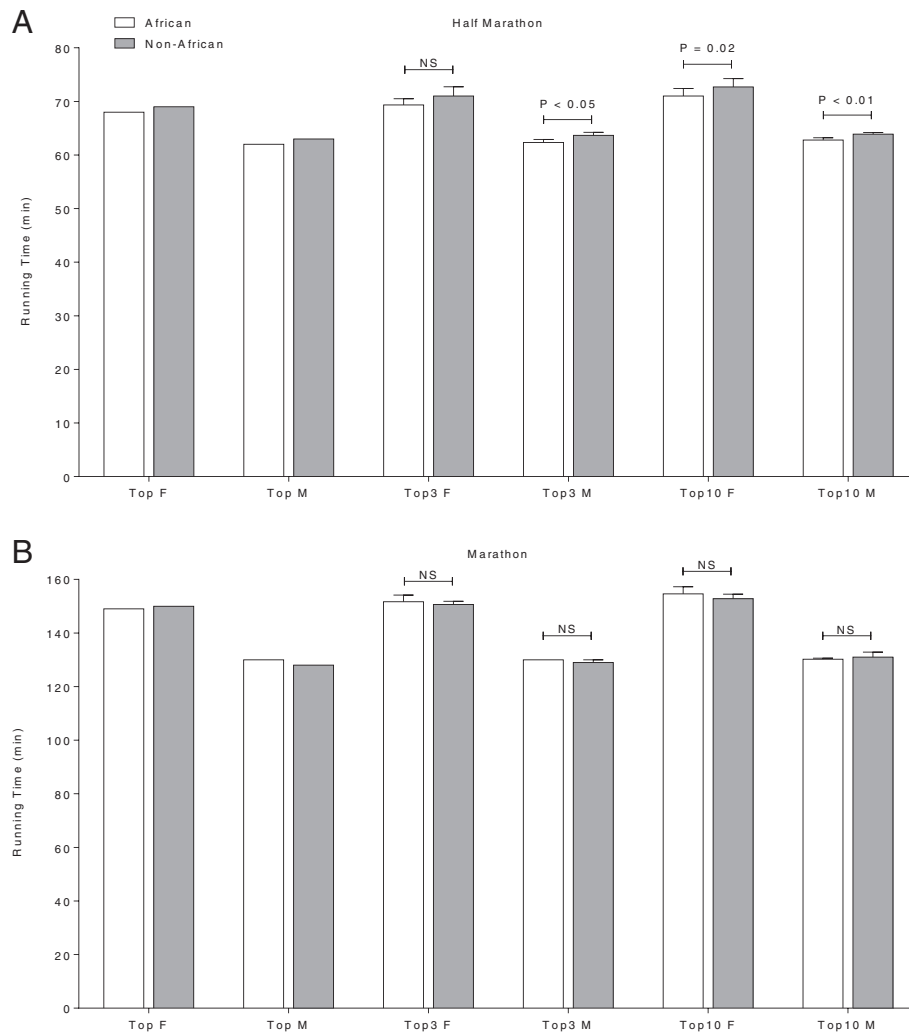 A
African
Non-African
Half Marathon
Running Time (min)
80
70
60
50
40
30
20
10
0
NS
P < 0.05
P = 0.02
P < 0.01
Top F
Top M
Top3 F
Top3 M
Top10 F
Top10 M
B
Marathon
Running Time (min)
160
140
120
100
80
60
40
20
0
NS
NS
NS
NS
Top F
Top M
Top3 F
Top3 M
Top10 F
Top10 M